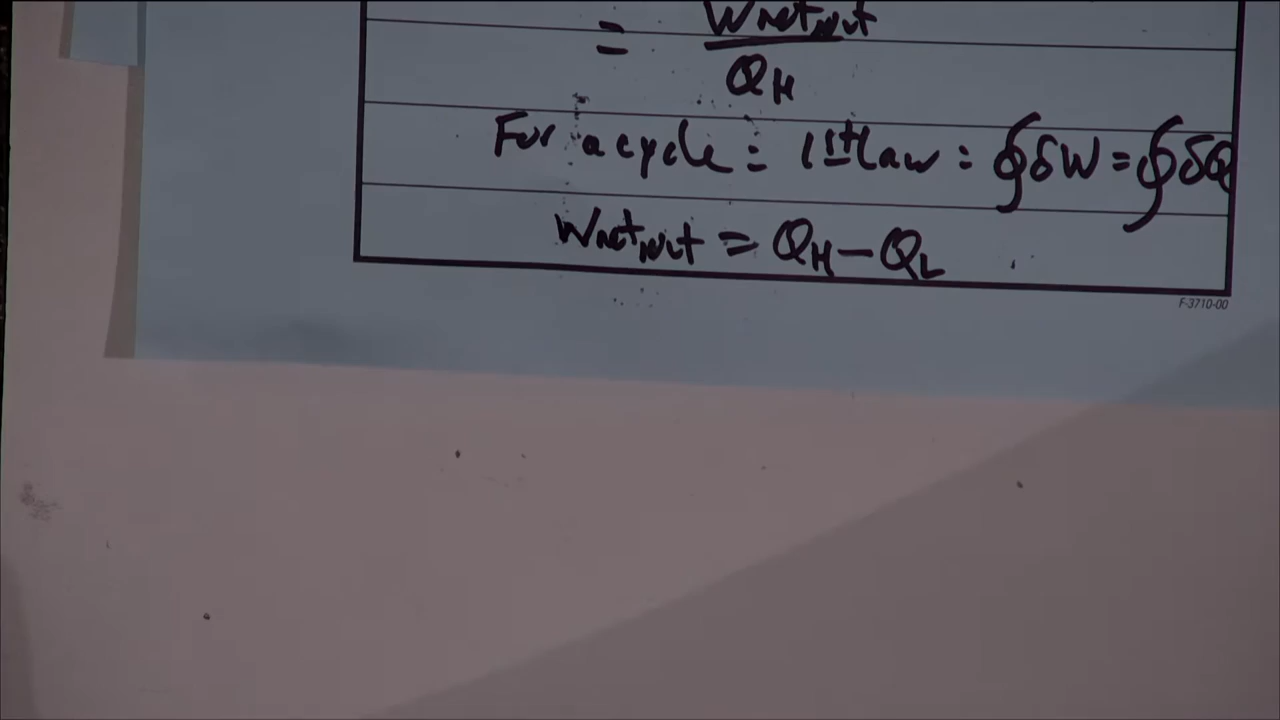 = Wnet,out
QH
For a cycle: 1st Law: ∮δW = ∮δQ
Wnet,out = QH - QL
F-3710-00